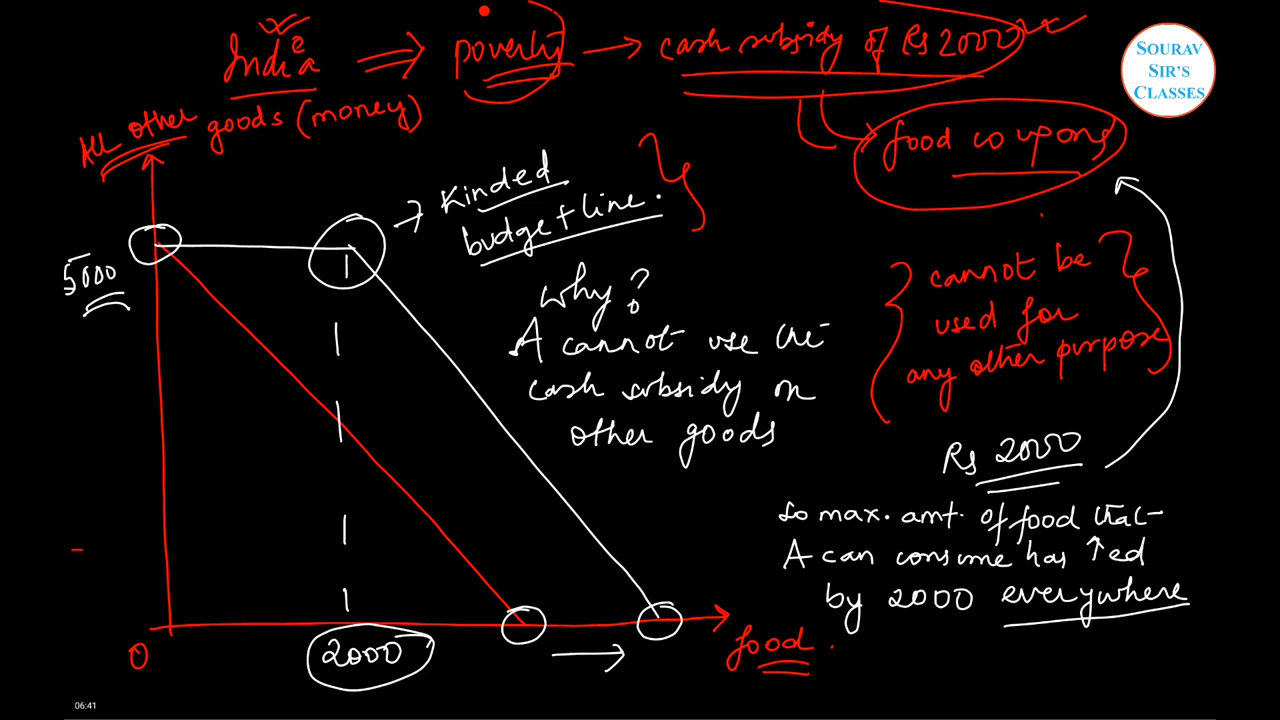 India ⇒ poverty → cash subsidy of Rs 2000
food coupons
All other goods (money)
→ Kinded
budget line.
5000
Why?
A cannot use the
cash subsidy on
other goods
cannot be
used for
any other purpose
Rs 2000
So max. amt. of food that
A can consume has ↑ed
by 2000 everywhere
0
2000
→
food.
SOURAV
SIR'S
CLASSES
06:41